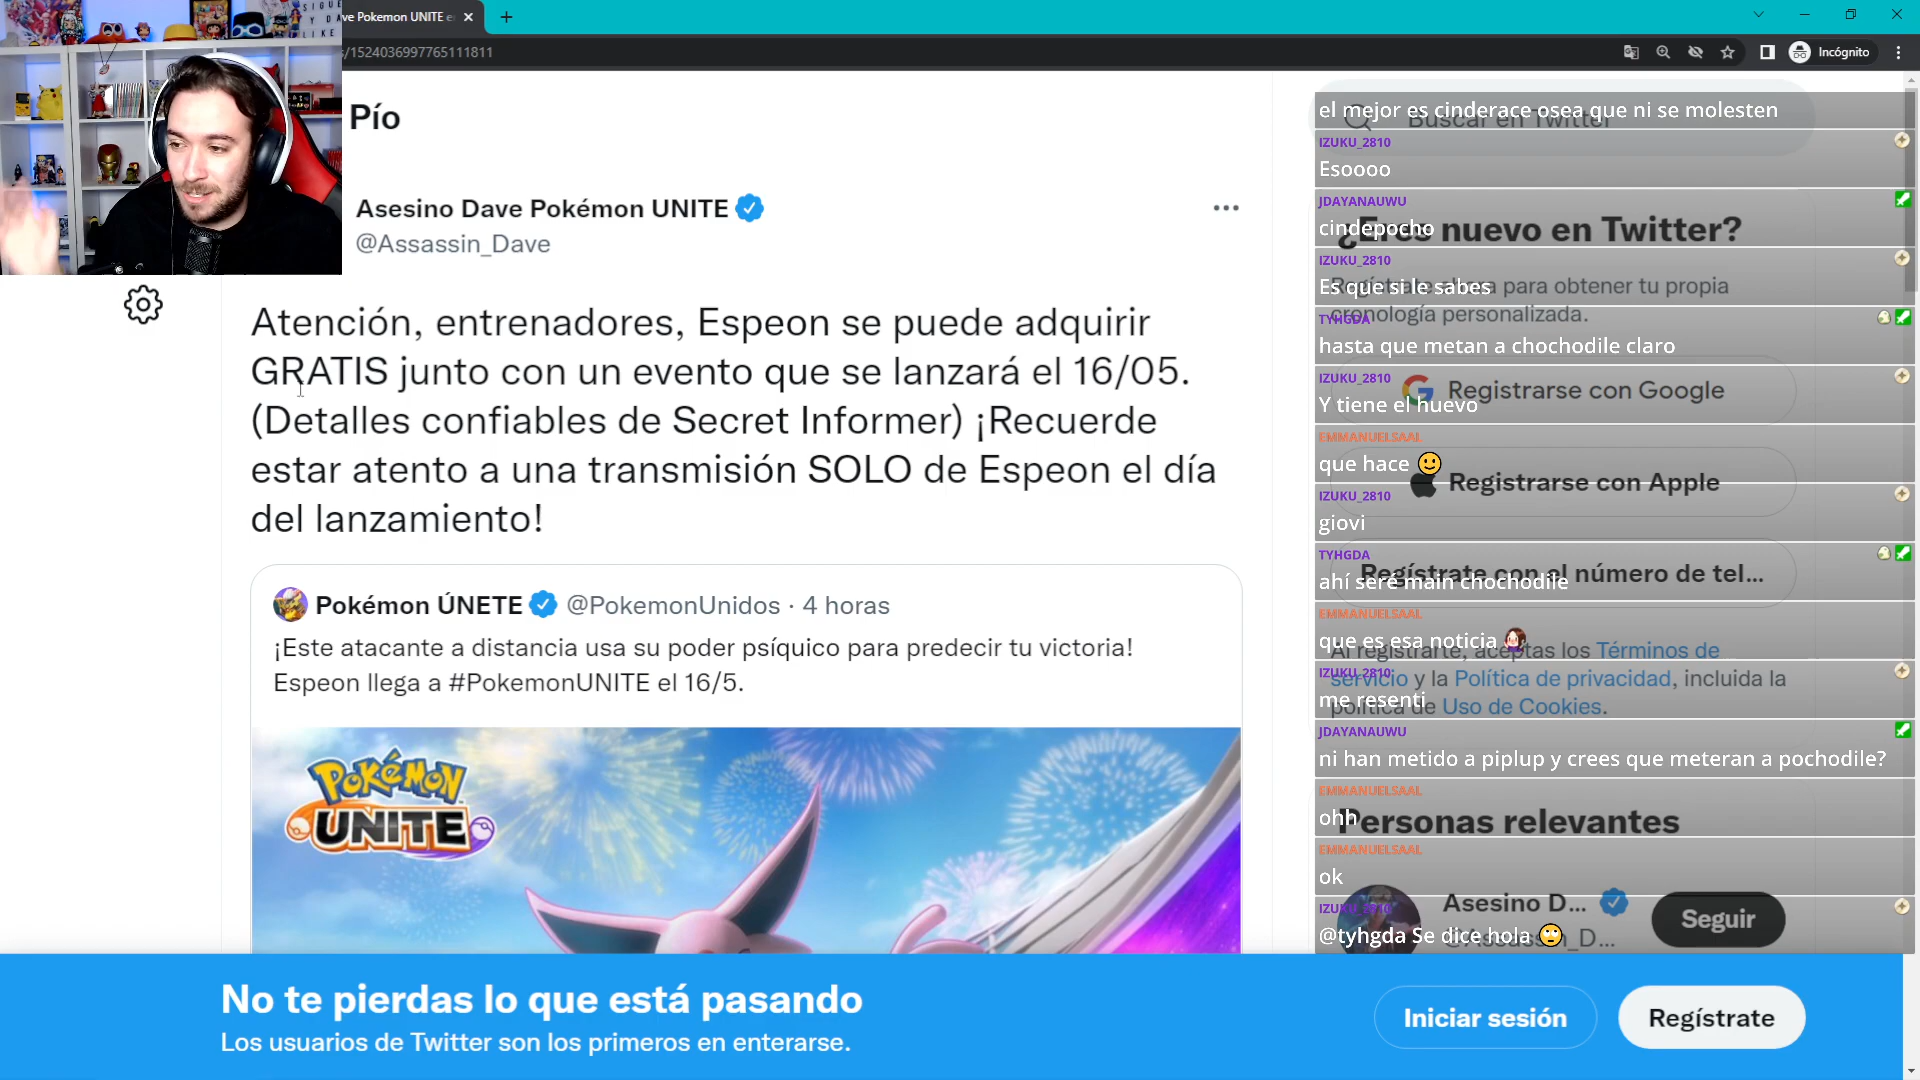 SIGUE
Y DA
LIKE
ve Pokemon UNITE e
s/1524036997765111811
Incógnito
Pío
Asesino Dave Pokémon UNITE
@Assassin_Dave
Atención, entrenadores, Espeon se puede adquirir
GRATIS junto con un evento que se lanzará el 16/05.
(Detalles confiables de Secret Informer) ¡Recuerde
estar atento a una transmisión SOLO de Espeon el día
del lanzamiento!
Pokémon ÚNETE @PokemonUnidos · 4 horas
¡Este atacante a distancia usa su poder psíquico para predecir tu victoria!
Espeon llega a #PokemonUNITE el 16/5.
POKéMON
UNITE
Buscar en Twitter
el mejor es cinderace osea que ni se molesten
IZUKU_2810
Esoooo
JDAYANAUWU
¿Eres nuevo en Twitter?
cindepocho
IZUKU_2810
Regístrate ahora para obtener tu propia
Es que si le sabes
cronología personalizada.
TYHGDA
hasta que metan a chochodile claro
IZUKU_2810
Registrarse con Google
Y tiene el huevo
EMMANUELSAAL
que hace
Registrarse con Apple
IZUKU_2810
giovi
TYHGDA
Regístrate con el número de tel...
ahí seré main chochodile
EMMANUELSAAL
que es esa noticia
Al registrarte, aceptas los Términos de
IZUKU_2810
servicio y la Política de privacidad, incluida la
me resenti
política de Uso de Cookies.
JDAYANAUWU
ni han metido a piplup y crees que meteran a pochodile?
EMMANUELSAAL
ohh
Personas relevantes
EMMANUELSAAL
ok
Asesino D...
IZUKU_2810
Seguir
@tyhgda Se dice hola
@Assassin_D...
No te pierdas lo que está pasando
Los usuarios de Twitter son los primeros en enterarse.
Iniciar sesión
Regístrate